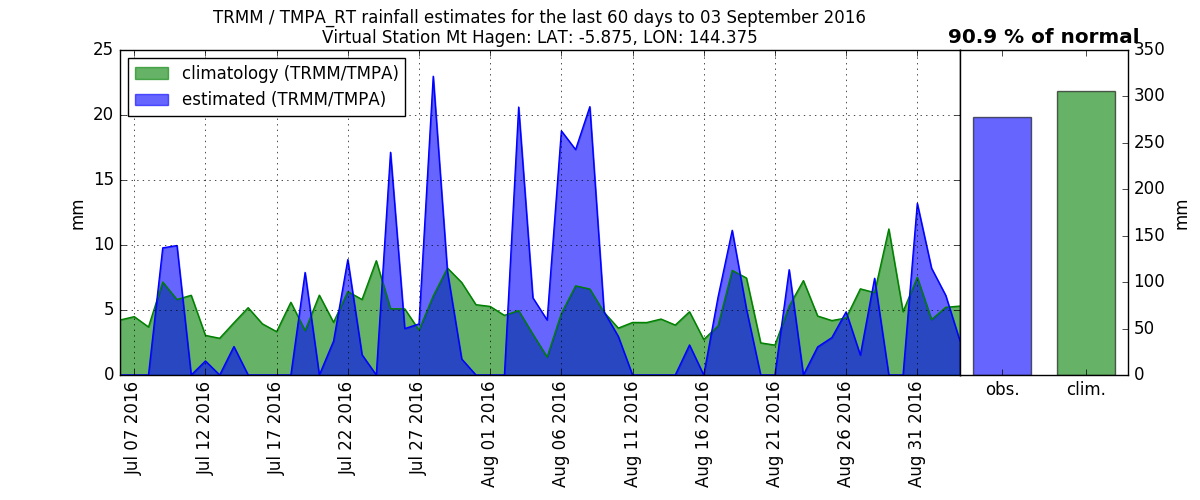 TRMM / TMPA_RT rainfall estimates for the last 60 days to 03 September 2016
Virtual Station Mt Hagen: LAT: -5.875, LON: 144.375
90.9 % of normal
climatology (TRMM/TMPA)
estimated (TRMM/TMPA)
25
20
15
10
5
0
mm
350
300
250
200
150
100
50
0
mm
Jul 07 2016
Jul 12 2016
Jul 17 2016
Jul 22 2016
Jul 27 2016
Aug 01 2016
Aug 06 2016
Aug 11 2016
Aug 16 2016
Aug 21 2016
Aug 26 2016
Aug 31 2016
obs.
clim.